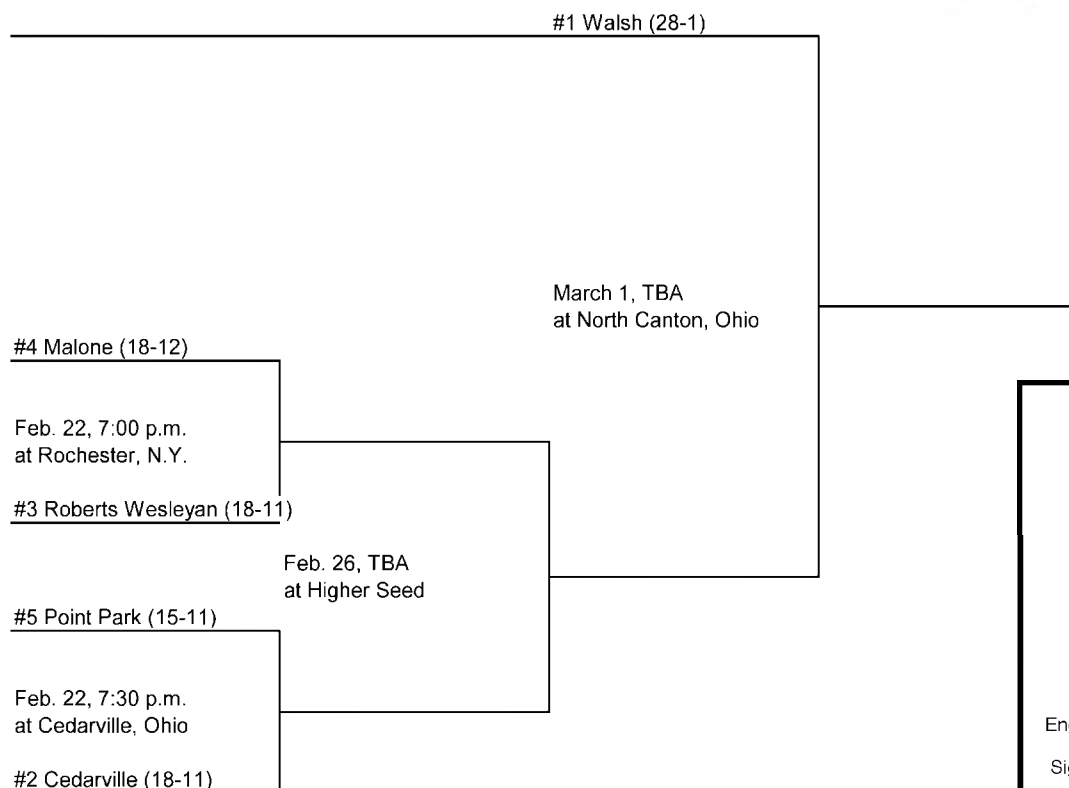 #1 Walsh (28-1)
March 1, TBA
at North Canton, Ohio
#4 Malone (18-12)
Feb. 22, 7:00 p.m.
at Rochester, N.Y.
#3 Roberts Wesleyan (18-11)
Feb. 26, TBA
at Higher Seed
#5 Point Park (15-11)
Feb. 22, 7:30 p.m.
at Cedarville, Ohio
#2 Cedarville (18-11)